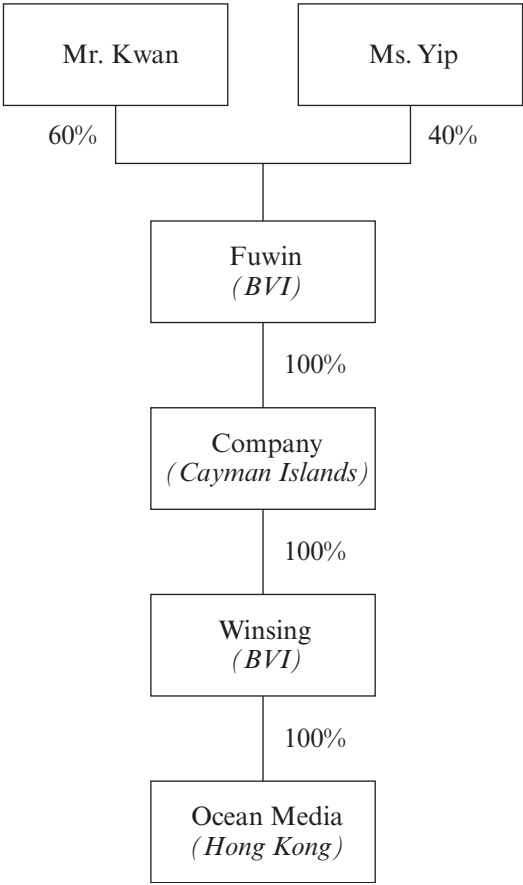 Mr. Kwan
Ms. Yip
60%
40%
Fuwin
(BVI)
100%
Company
(Cayman Islands)
100%
Winsing
(BVI)
100%
Ocean Media
(Hong Kong)